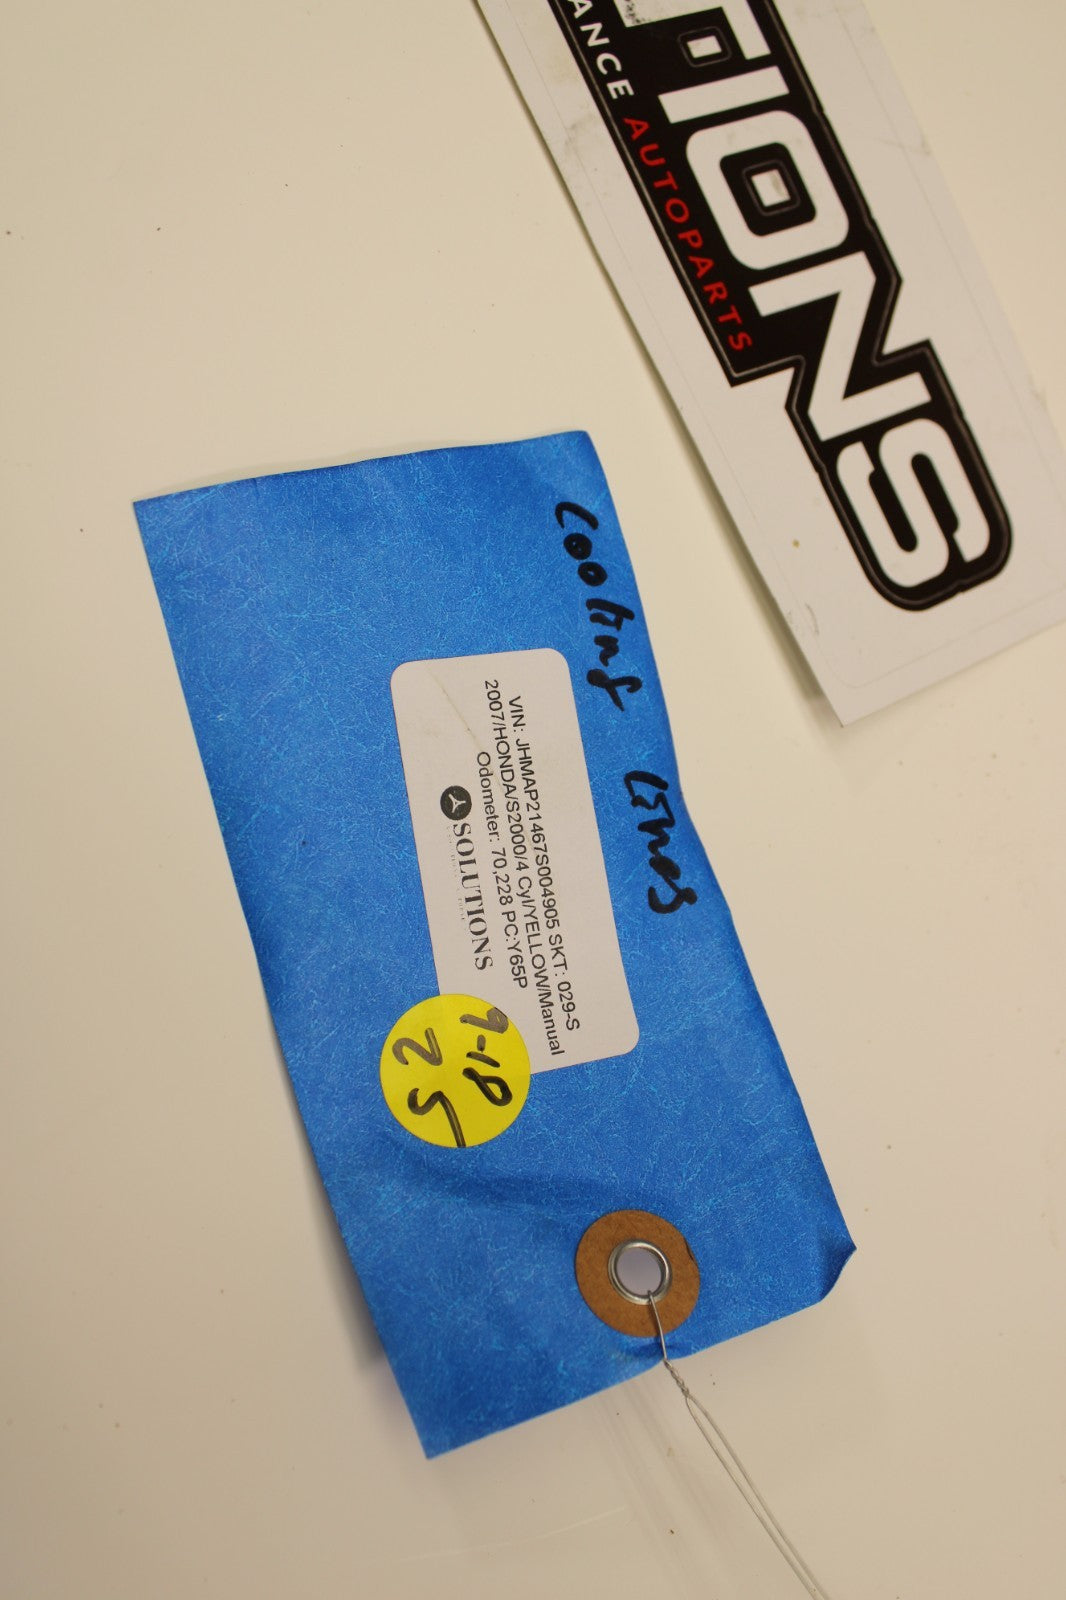 TIONS
ANCE AUTOPARTS
Cooling Lines
VIN: JHMAP21467S004905 SKT: 029-S
2007/HONDA/S2000/4 Cyl/YELLOW/Manual
Odometer: 70,228 PC:Y65P
SOLUTIONS
9-18
25